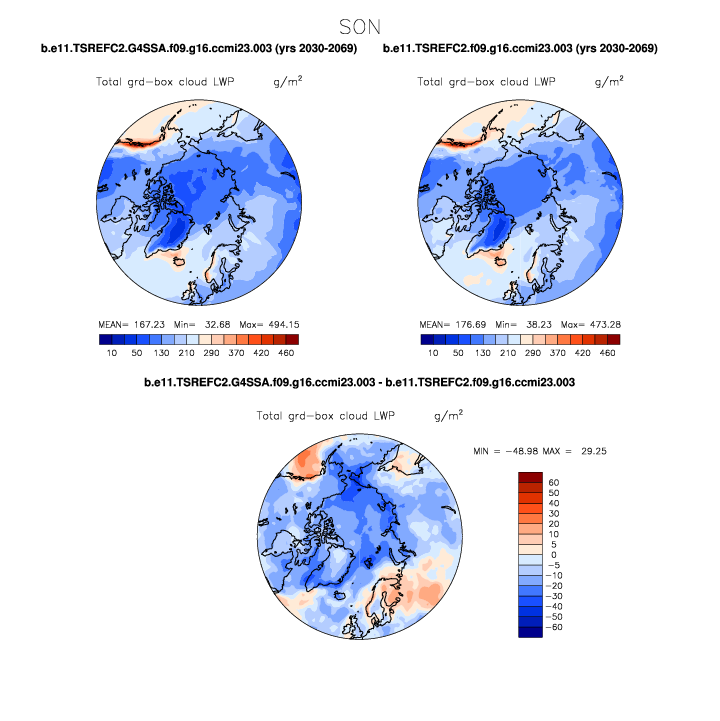 SON
b.e11.TSREFC2.G4SSA.f09.g16.ccmi23.003 (yrs 2030-2069)
b.e11.TSREFC2.f09.g16.ccmi23.003 (yrs 2030-2069)
Total grd-box cloud LWP g/m²
Total grd-box cloud LWP g/m²
MEAN= 167.23 Min= 32.68 Max= 494.15
MEAN= 176.69 Min= 38.23 Max= 473.28
10 50 130 210 290 370 420 460
10 50 130 210 290 370 420 460
b.e11.TSREFC2.G4SSA.f09.g16.ccmi23.003 - b.e11.TSREFC2.f09.g16.ccmi23.003
Total grd-box cloud LWP g/m²
MIN = -48.98 MAX = 29.25
60
50
40
30
20
10
5
0
-5
-10
-20
-30
-40
-50
-60